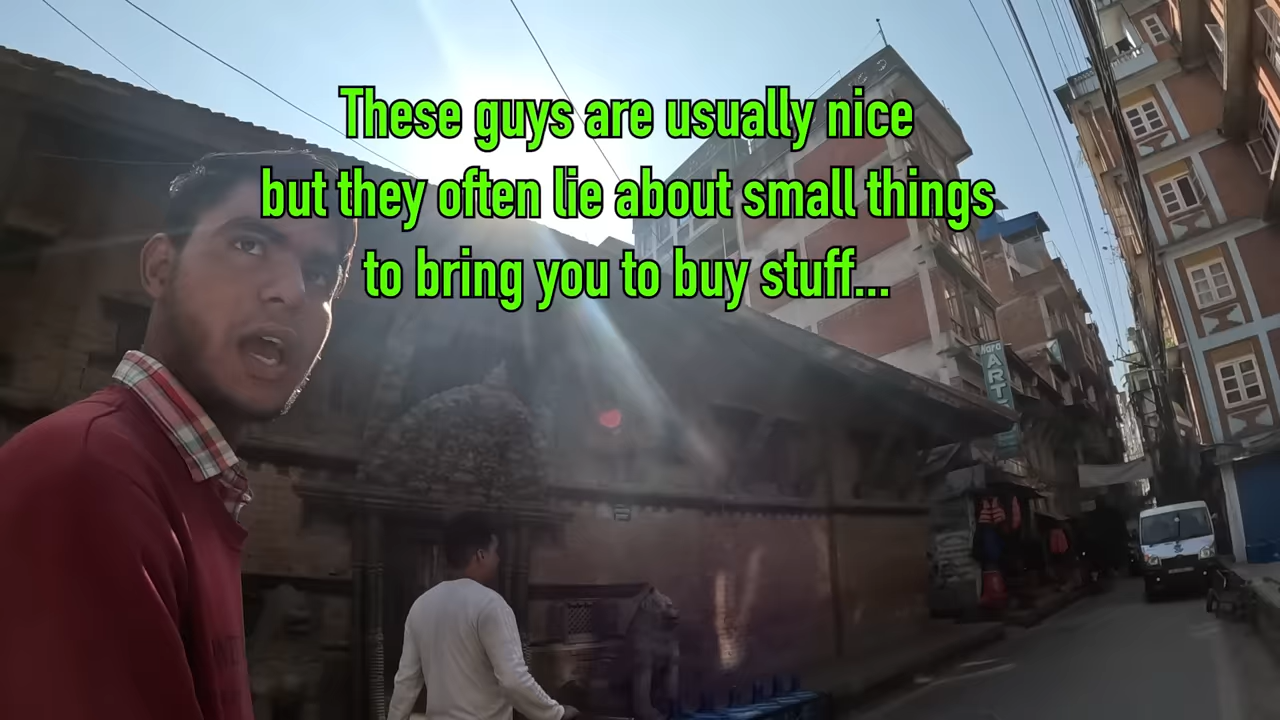 These guys are usually nice
but they often lie about small things
to bring you to buy stuff...
ART